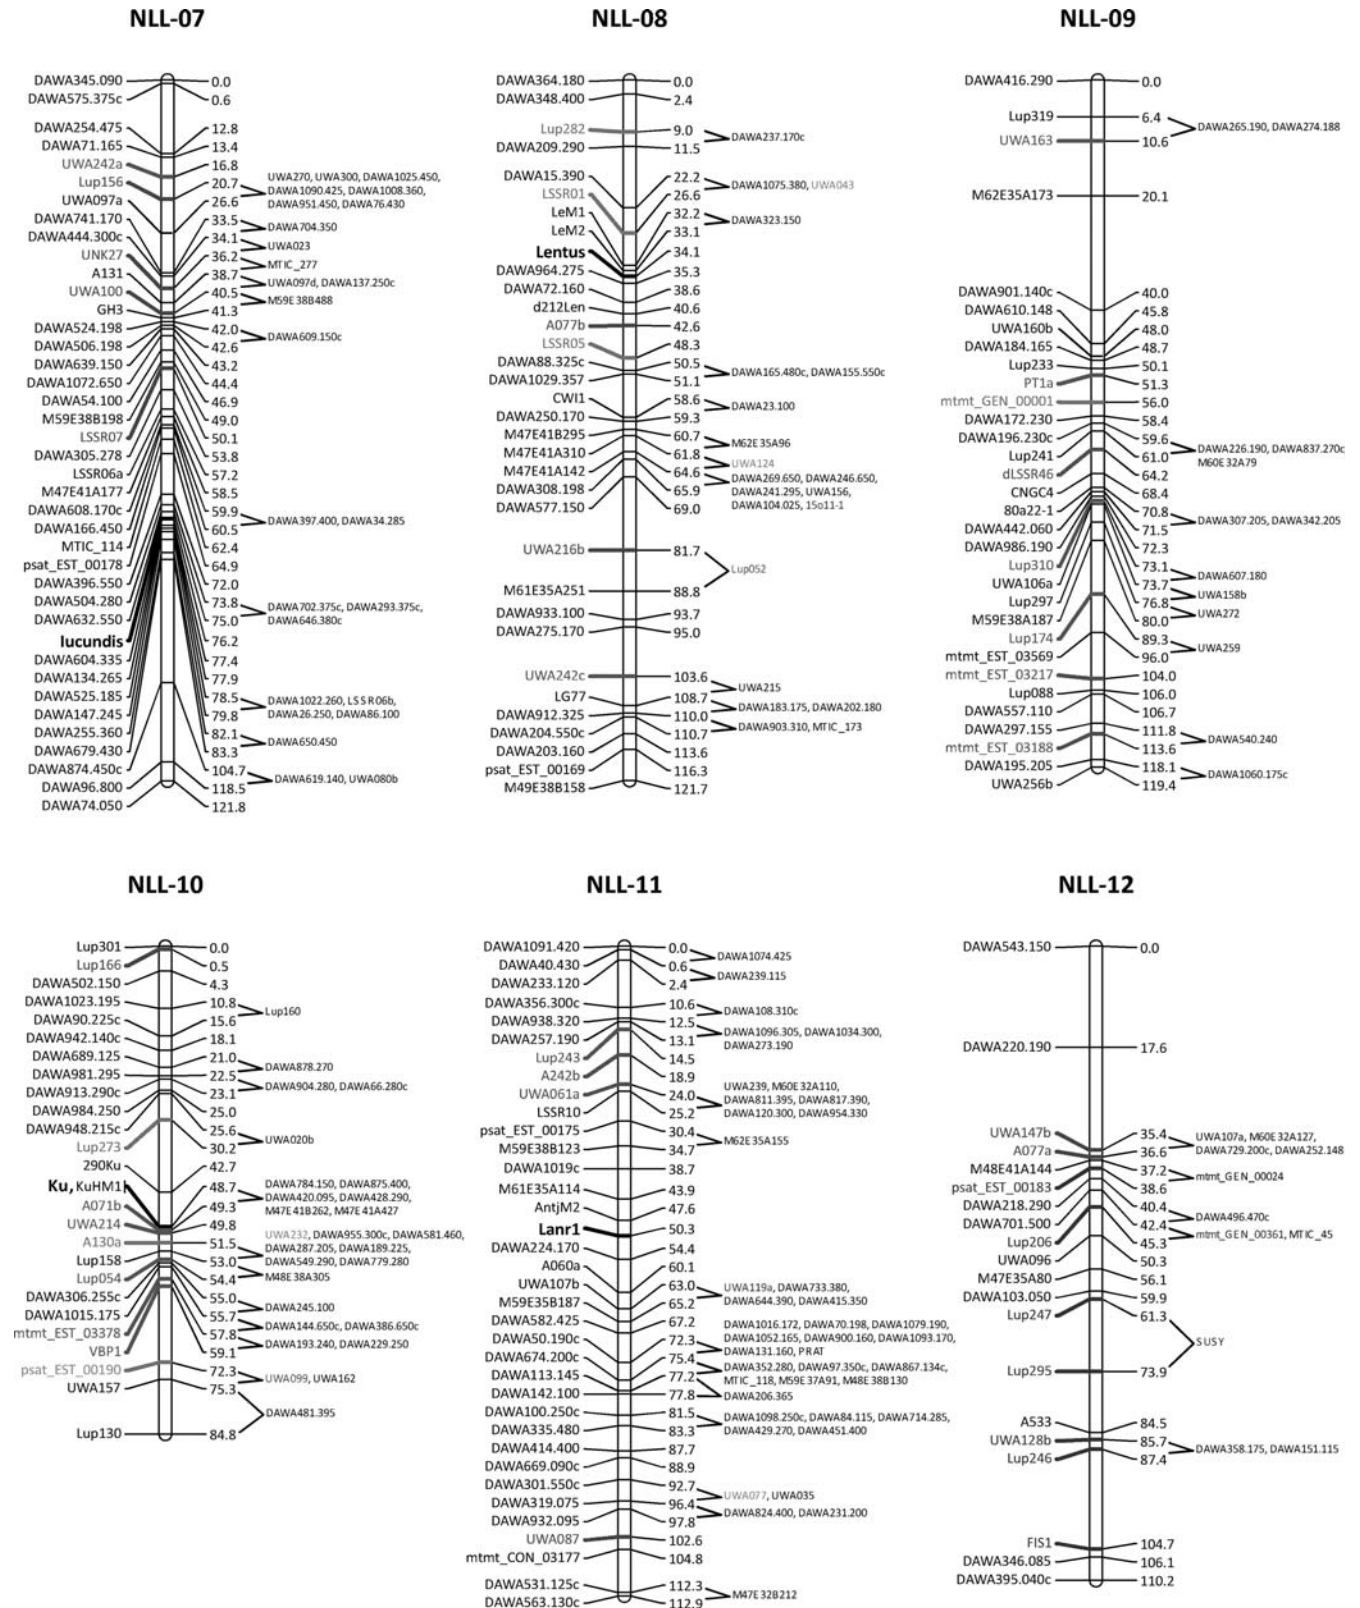 NLL-07
DAWA345.090 0.0
DAWA575.375c 0.6
DAWA254.475 12.8
DAWA71.165 13.4
UWA242a 16.8
Lup156 20.7
UWA097a 26.6
DAWA741.170 33.5
DAWA444.300c 34.1
UNK27 36.2
A131 38.7
UWA100 40.5
GH3 41.3
DAWA524.198 42.0
DAWA506.198 42.6
DAWA639.150 43.2
DAWA1072.650 44.4
DAWA54.100 46.9
M59E38B198 49.0
LSSR07 50.1
DAWA305.278 53.8
LSSR06a 57.2
M47E41A177 58.5
DAWA608.170c 59.9
DAWA166.450 60.5
MTIC_114 62.4
psat_EST_00178 64.9
DAWA396.550 72.0
DAWA504.280 73.8
DAWA632.550 75.0
Iucundis 76.2
DAWA604.335 77.4
DAWA134.265 77.9
DAWA525.185 78.5
DAWA147.245 79.8
DAWA255.360 82.1
DAWA679.430 83.3
DAWA874.450c 104.7
DAWA96.800 118.5
DAWA74.050 121.8
UWA270, UWA300, DAWA1025.450,
DAWA1090.425, DAWA1008.360,
DAWA951.450, DAWA76.430
DAWA704.350
UWA023
MTIC_277
UWA097d, DAWA137.250c
M59E38B488
DAWA609.150c
DAWA397.400, DAWA34.285
DAWA702.375c, DAWA293.375c,
DAWA646.380c
DAWA1022.260, LSSR06b,
DAWA26.250, DAWA86.100
DAWA650.450
DAWA619.140, UWA080b
NLL-08
DAWA364.180 0.0
DAWA348.400 2.4
Lup282 9.0
DAWA209.290 11.5
DAWA15.390 22.2
LSSR01 26.6
LeM1 32.2
LeM2 33.1
Lentus 34.1
DAWA964.275 35.3
DAWA72.160 38.6
d212Len 40.6
A077b 42.6
LSSR05 48.3
DAWA88.325c 50.5
DAWA1029.357 51.1
CWI1 58.6
DAWA250.170 59.3
M47E41B295 60.7
M47E41A310 61.8
M47E41A142 64.6
DAWA308.198 65.9
DAWA577.150 69.0
UWA216b 81.7
M61E35A251 88.8
DAWA933.100 93.7
DAWA275.170 95.0
UWA242c 103.6
LG77 108.7
DAWA912.325 110.0
DAWA204.550c 110.7
DAWA203.160 113.6
psat_EST_00169 116.3
M49E38B158 121.7
DAWA237.170c
DAWA1075.380, UWA043
DAWA323.150
DAWA165.480c, DAWA155.550c
DAWA23.100
M62E35A96
UWA124
DAWA269.650, DAWA246.650,
DAWA241.295, UWA156,
DAWA104.025, 15o11-1
Lup052
UWA215
DAWA183.175, DAWA202.180
DAWA903.310, MTIC_173
NLL-09
DAWA416.290 0.0
Lup319 6.4
UWA163 10.6
M62E35A173 20.1
DAWA901.140c 40.0
DAWA610.148 45.8
UWA160b 48.0
DAWA184.165 48.7
Lup233 50.1
PT1a 51.3
mtmt_GEN_00001 56.0
DAWA172.230 58.4
DAWA196.230c 59.6
Lup241 61.0
dLSSR46 64.2
CNGC4 68.4
80a22-1 70.8
DAWA442.060 71.5
DAWA986.190 72.3
Lup310 73.1
UWA106a 73.7
Lup297 76.8
M59E38A187 80.0
Lup174 89.3
mtmt_EST_03569 96.0
mtmt_EST_03217 104.0
Lup088 106.0
DAWA557.110 106.7
DAWA297.155 111.8
mtmt_EST_03188 113.6
DAWA195.205 118.1
UWA256b 119.4
DAWA265.190, DAWA274.188
DAWA226.190, DAWA837.270c
M60E32A79
DAWA307.205, DAWA342.205
DAWA607.180
UWA158b
UWA272
UWA259
DAWA540.240
DAWA1060.175c
NLL-10
Lup301 0.0
Lup166 0.5
DAWA502.150 4.3
DAWA1023.195 10.8
DAWA90.225c 15.6
DAWA942.140c 18.1
DAWA689.125 21.0
DAWA981.295 22.5
DAWA913.290c 23.1
DAWA984.250 25.0
DAWA948.215c 25.6
Lup273 30.2
290Ku 42.7
Ku, KuHM1 48.7
A071b 49.3
UWA214 49.8
A130a 51.5
Lup158 53.0
Lup054 54.4
DAWA306.255c 55.0
DAWA1015.175 55.7
mtmt_EST_03378 57.8
VBP1 59.1
psat_EST_00190 72.3
UWA157 75.3
Lup130 84.8
Lup160
DAWA878.270
DAWA904.280, DAWA66.280c
UWA020b
DAWA784.150, DAWA875.400,
DAWA420.095, DAWA428.290,
M47E41B262, M47E41A427
UWA232, DAWA955.300c, DAWA581.460,
DAWA287.205, DAWA189.225,
DAWA549.290, DAWA779.280
M48E38A305
DAWA245.100
DAWA144.650c, DAWA386.650c
DAWA193.240, DAWA229.250
UWA099, UWA162
DAWA481.395
NLL-11
DAWA1091.420 0.0
DAWA40.430 0.6
DAWA233.120 2.4
DAWA356.300c 10.6
DAWA938.320 12.5
DAWA257.190 13.1
Lup243 14.5
A242b 18.9
UWA061a 24.0
LSSR10 25.2
psat_EST_00175 30.4
M59E38B123 34.7
DAWA1019c 38.7
M61E35A114 43.9
AntjM2 47.6
Lanr1 50.3
DAWA224.170 54.4
A060a 60.1
UWA107b 63.0
M59E35B187 65.2
DAWA582.425 67.2
DAWA50.190c 72.3
DAWA674.200c 75.4
DAWA113.145 77.2
DAWA142.100 77.8
DAWA100.250c 81.5
DAWA335.480 83.3
DAWA414.400 87.7
DAWA669.090c 88.9
DAWA301.550c 92.7
DAWA319.075 96.4
DAWA932.095 97.8
UWA087 102.6
mtmt_CON_03177 104.8
DAWA531.125c 112.3
DAWA563.130c 112.9
DAWA1074.425
DAWA239.115
DAWA108.310c
DAWA1096.305, DAWA1034.300,
DAWA273.190
UWA239, M60E32A110,
DAWA811.395, DAWA817.390,
DAWA120.300, DAWA954.330
M62E35A155
UWA119a, DAWA733.380,
DAWA644.390, DAWA415.350
DAWA1016.172, DAWA70.198, DAWA1079.190,
DAWA1052.165, DAWA900.160, DAWA1093.170,
DAWA131.160, PRAT
DAWA352.280, DAWA97.350c, DAWA867.134c,
MTIC_118, M59E37A91, M48E38B130
DAWA206.365
DAWA1098.250c, DAWA84.115, DAWA714.285,
DAWA429.270, DAWA451.400
UWA077, UWA035
DAWA824.400, DAWA231.200
M47E32B212
NLL-12
DAWA543.150 0.0
DAWA220.190 17.6
UWA147b 35.4
A077a 36.6
M48E41A144 37.2
psat_EST_00183 38.6
DAWA218.290 40.4
DAWA701.500 42.4
Lup206 45.3
UWA096 50.3
M47E35A80 56.1
DAWA103.050 59.9
Lup247 61.3
Lup295 73.9
A533 84.5
UWA128b 85.7
Lup246 87.4
FIS1 104.7
DAWA346.085 106.1
DAWA395.040c 110.2
UWA107a, M60E32A127,
DAWA729.200c, DAWA252.148
mtmt_GEN_00024
DAWA496.470c
mtmt_GEN_00361, MTIC_45
SUSY
DAWA358.175, DAWA151.115